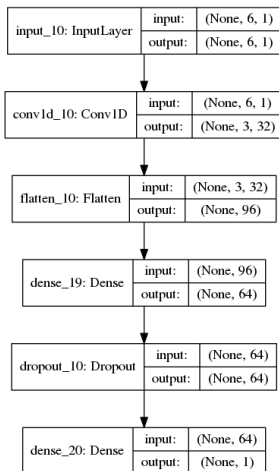 input_10: InputLayer input: (None, 6, 1)
output: (None, 6, 1)
conv1d_10: Conv1D input: (None, 6, 1)
output: (None, 3, 32)
flatten_10: Flatten input: (None, 3, 32)
output: (None, 96)
dense_19: Dense input: (None, 96)
output: (None, 64)
dropout_10: Dropout input: (None, 64)
output: (None, 64)
dense_20: Dense input: (None, 64)
output: (None, 1)